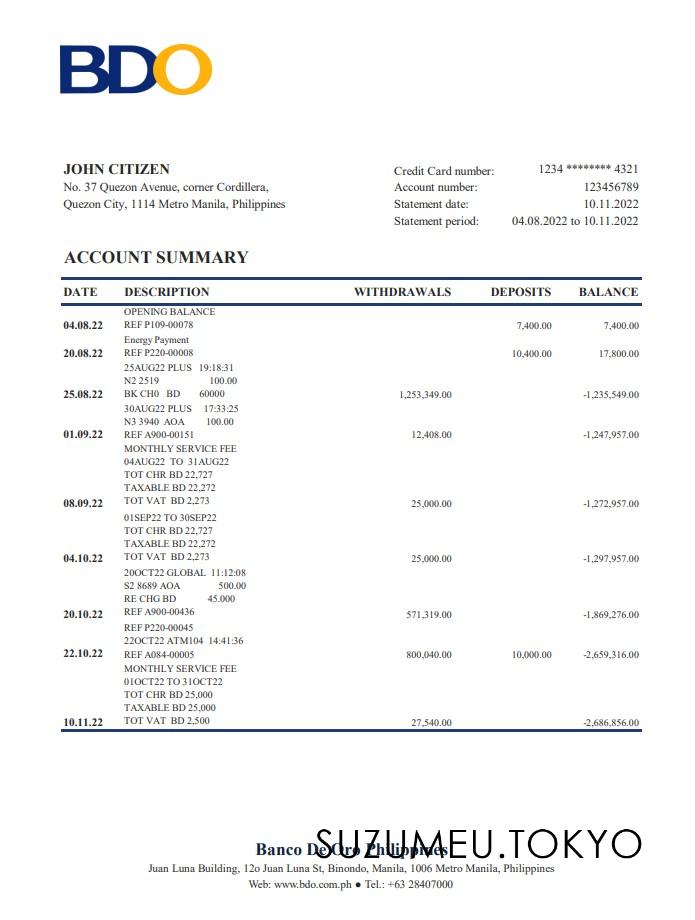 BDO
JOHN CITIZEN
No. 37 Quezon Avenue, corner Cordillera,
Quezon City, 1114 Metro Manila, Philippines
Credit Card number: 1234 ******** 4321
Account number: 123456789
Statement date: 10.11.2022
Statement period: 04.08.2022 to 10.11.2022
ACCOUNT SUMMARY
DATE DESCRIPTION WITHDRAWALS DEPOSITS BALANCE
OPENING BALANCE
04.08.22 REF P109-00078 7,400.00 7,400.00
Energy Payment
20.08.22 REF P220-00008 10,400.00 17,800.00
25AUG22 PLUS 19:18:31
N2 2519 100.00
25.08.22 BK CH0 BD 60000 1,253,349.00 -1,235,549.00
30AUG22 PLUS 17:33:25
N3 3940 AOA 100.00
01.09.22 REF A900-00151 12,408.00 -1,247,957.00
MONTHLY SERVICE FEE
04AUG22 TO 31AUG22
TOT CHR BD 22,727
TAXABLE BD 22,272
08.09.22 TOT VAT BD 2,273 25,000.00 -1,272,957.00
01SEP22 TO 30SEP22
TOT CHR BD 22,727
TAXABLE BD 22,272
04.10.22 TOT VAT BD 2,273 25,000.00 -1,297,957.00
20OCT22 GLOBAL 11:12:08
S2 8689 AOA 500.00
RE CHG BD 45.000
20.10.22 REF A900-00436 571,319.00 -1,869,276.00
REF P220-00045
22OCT22 ATM104 14:41:36
22.10.22 REF A084-00005 800,040.00 10,000.00 -2,659,316.00
MONTHLY SERVICE FEE
01OCT22 TO 31OCT22
TOT CHR BD 25,000
TAXABLE BD 25,000
10.11.22 TOT VAT BD 2,500 27,540.00 -2,686,856.00
Banco De Oro Philippines
SUZUMEU.TOKYO
Juan Luna Building, 12o Juan Luna St, Binondo, Manila, 1006 Metro Manila, Philippines
Web: www.bdo.com.ph ● Tel.: +63 28407000